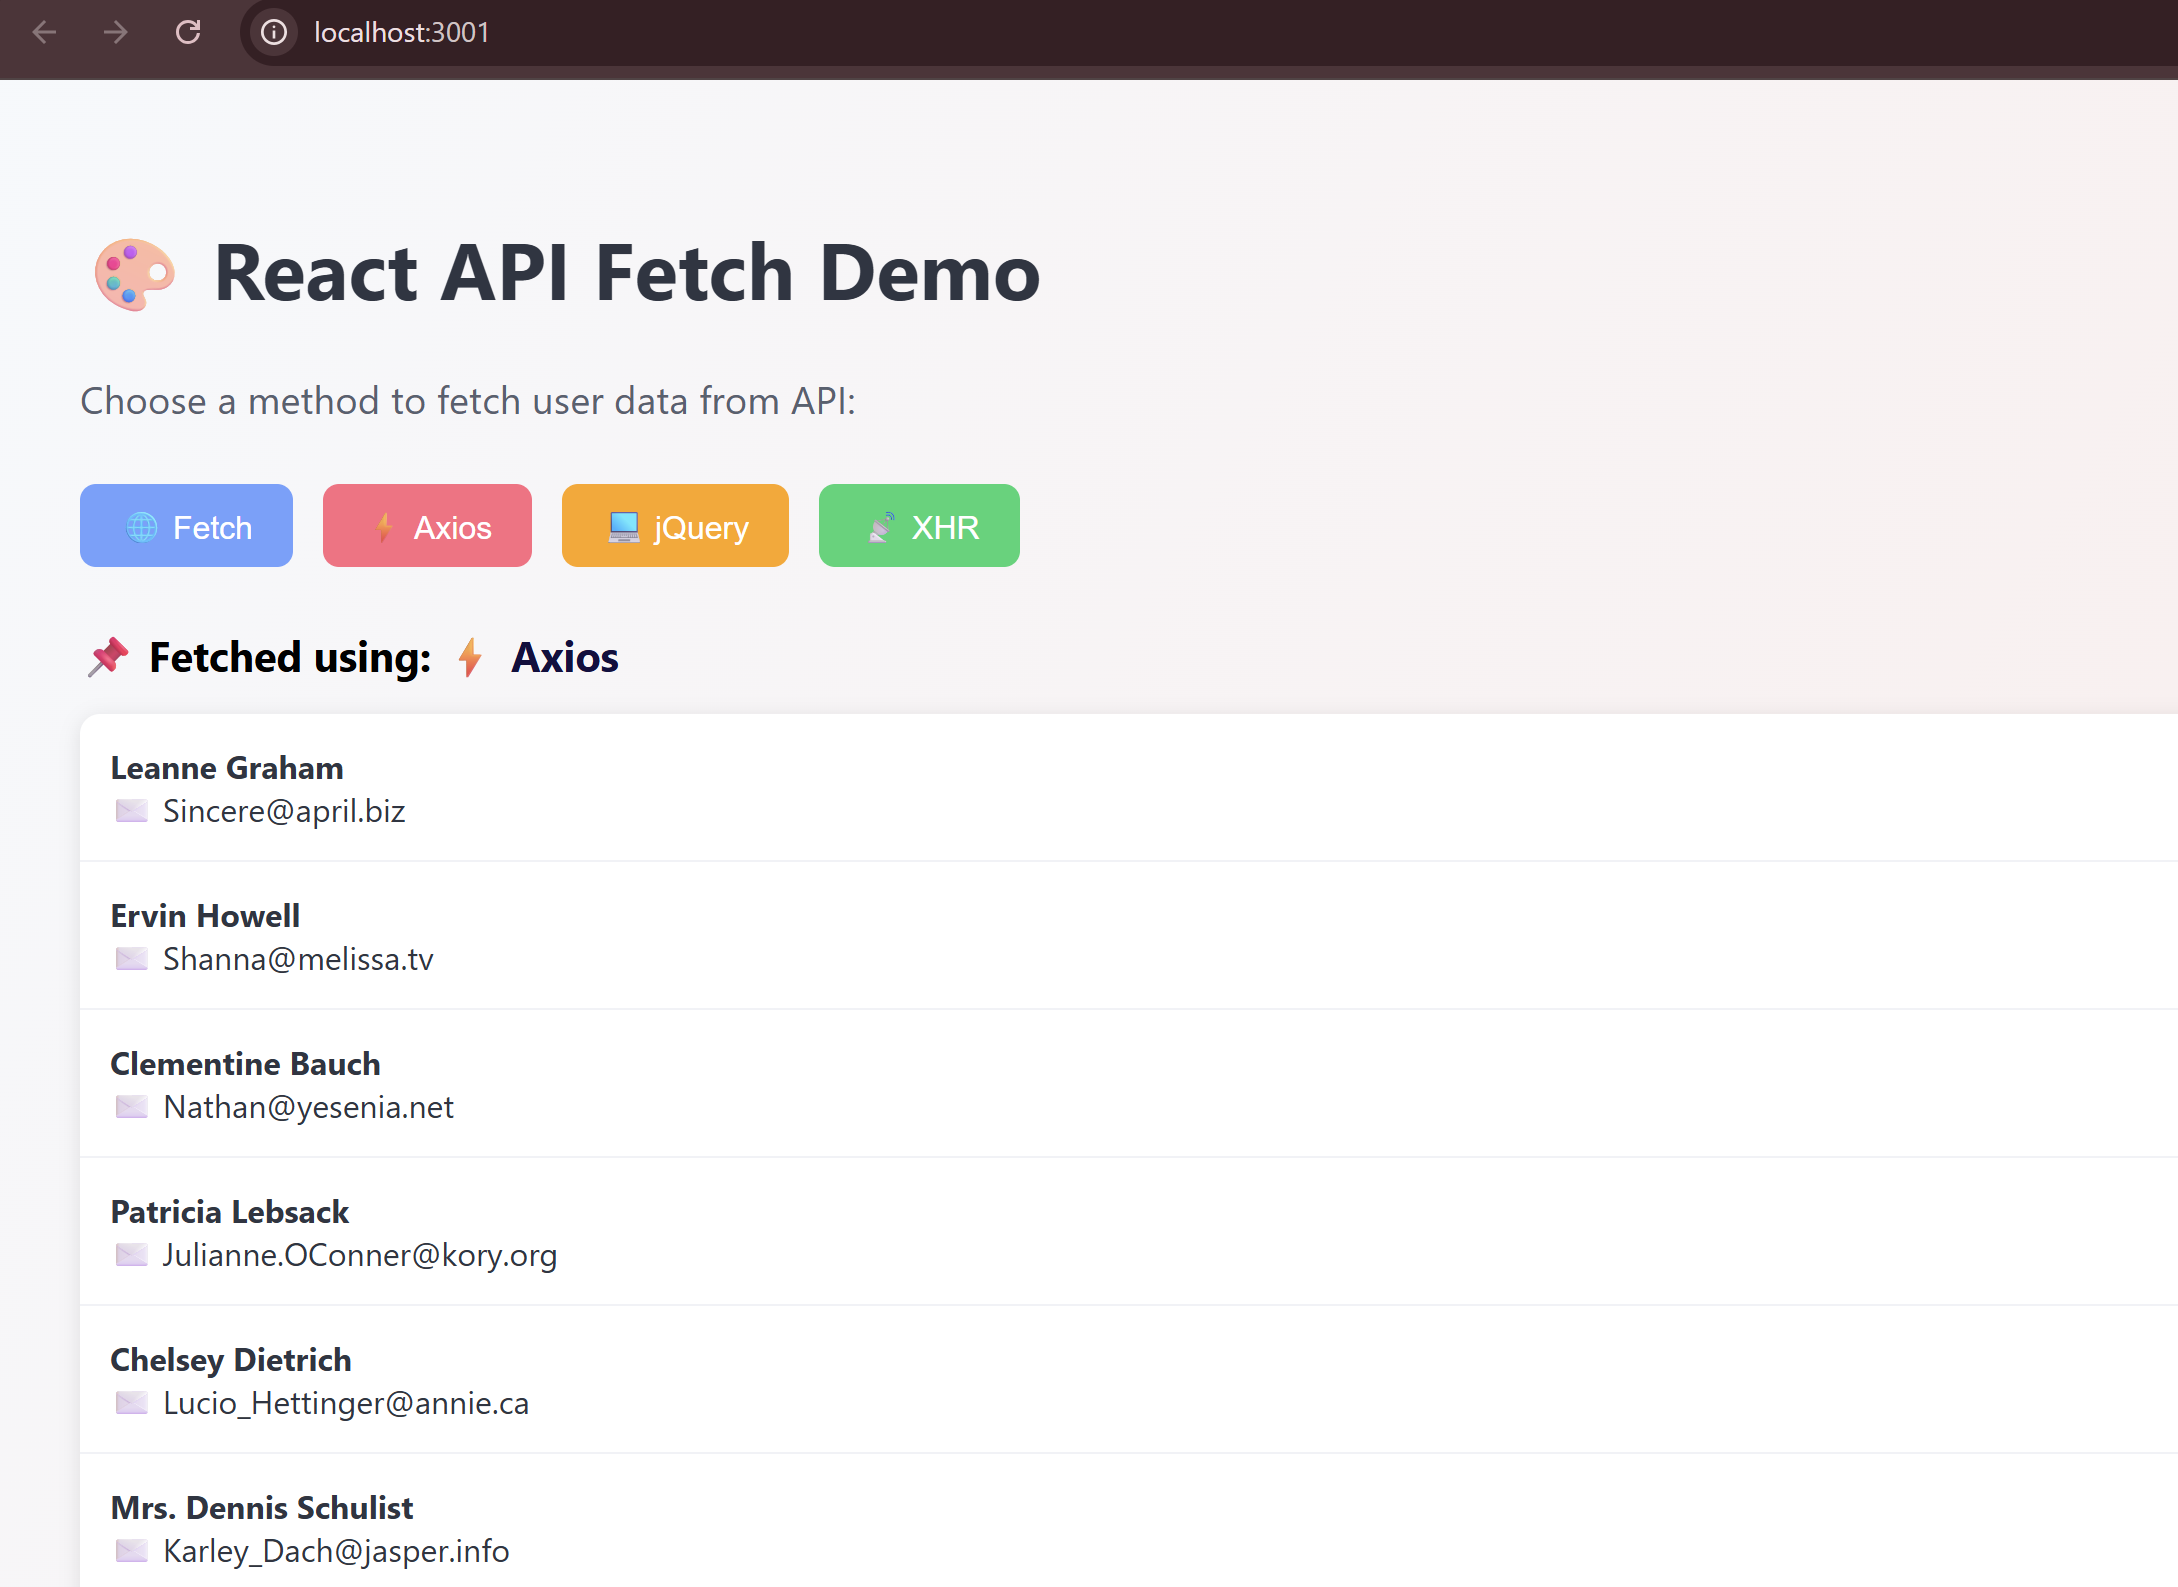 localhost:3001
React API Fetch Demo
Choose a method to fetch user data from API:
Fetch
Axios
jQuery
XHR
Fetched using: Axios
Leanne Graham
Sincere@april.biz
Ervin Howell
Shanna@melissa.tv
Clementine Bauch
Nathan@yesenia.net
Patricia Lebsack
Julianne.OConner@kory.org
Chelsey Dietrich
Lucio_Hettinger@annie.ca
Mrs. Dennis Schulist
Karley_Dach@jasper.info